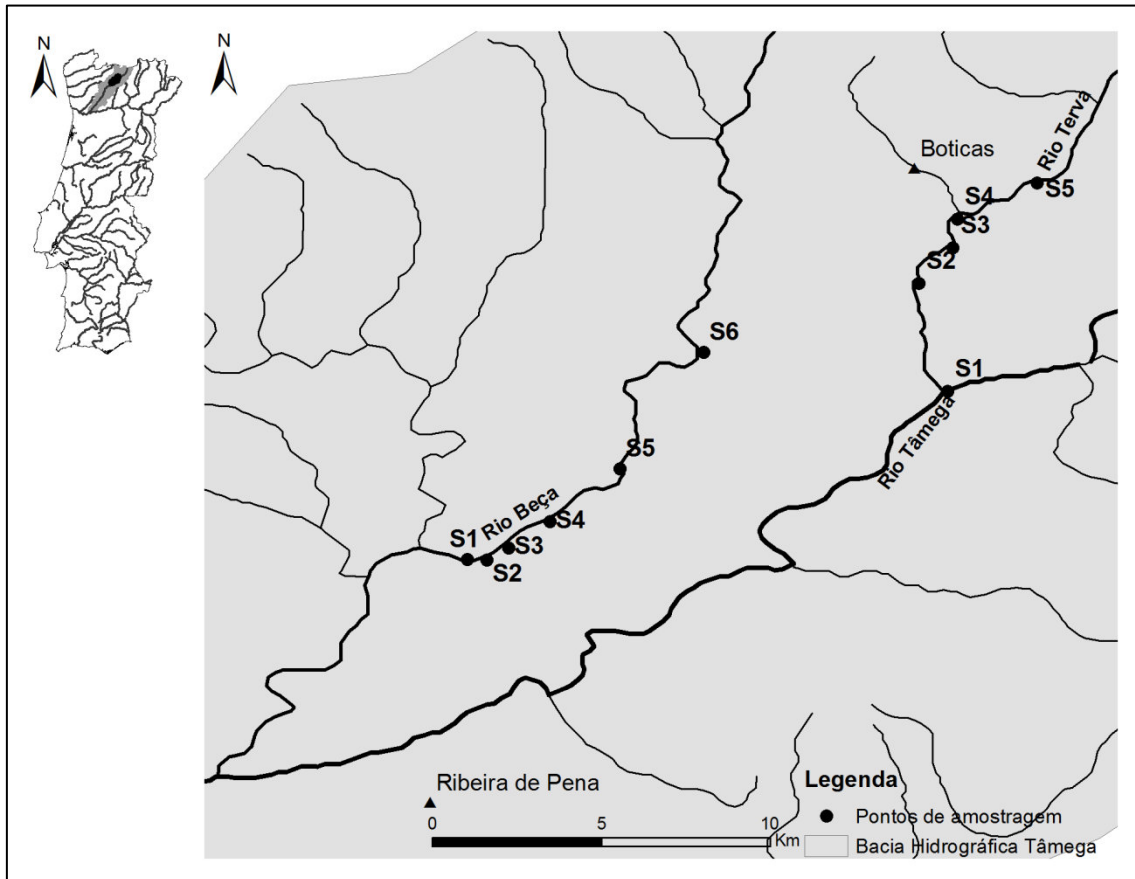 N
N
Boticas
Rio Terva
S4
S5
S3
S2
S6
S1
Rio Tâmega
S5
Rio Beça
S4
S1
S3
S2
Ribeira de Pena
0
5
10
Km
Legenda
Pontos de amostragem
Bacia Hidrográfica Tâmega